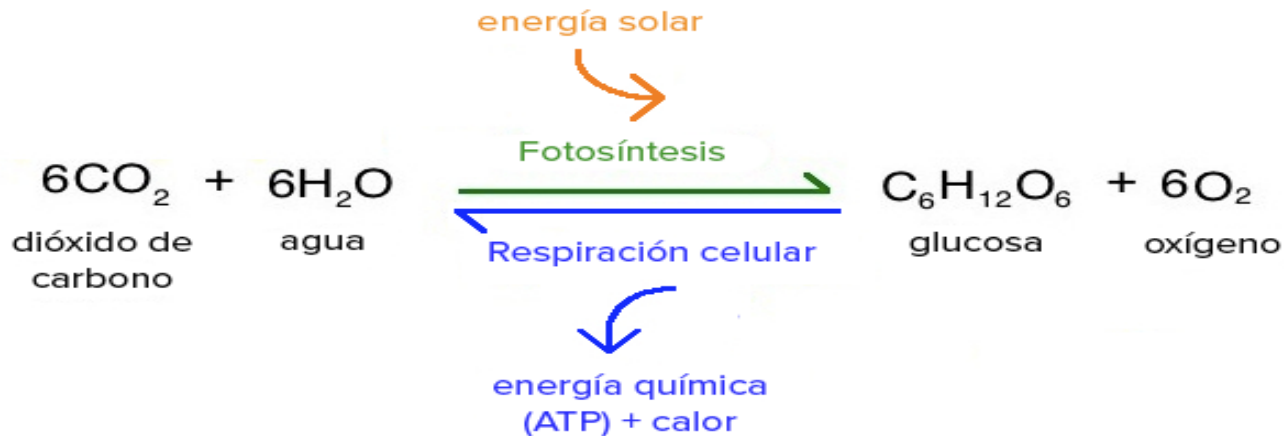 energía solar
Fotosíntesis
6CO₂ + 6H₂O C₆H₁₂O₆ + 6O₂
dióxido de carbono
agua
glucosa
oxígeno
Respiración celular
energía química
(ATP) + calor